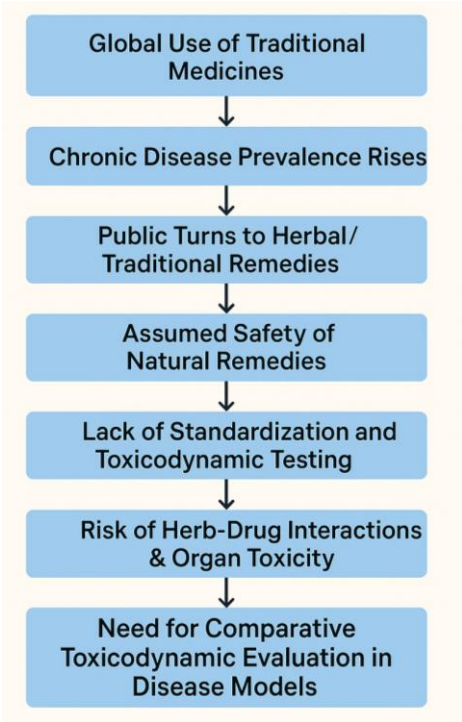 Global Use of Traditional
Medicines
Chronic Disease Prevalence Rises
Public Turns to Herbal/
Traditional Remedies
Assumed Safety of
Natural Remedies
Lack of Standardization and
Toxicodynamic Testing
Risk of Herb-Drug Interactions
& Organ Toxicity
Need for Comparative
Toxicodynamic Evaluation in
Disease Models